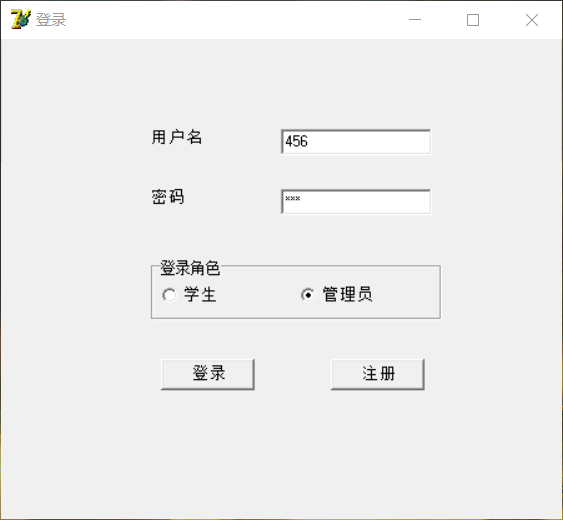 登录
用户名 456
密码 ***
登录角色
学生 管理员
登录 注册